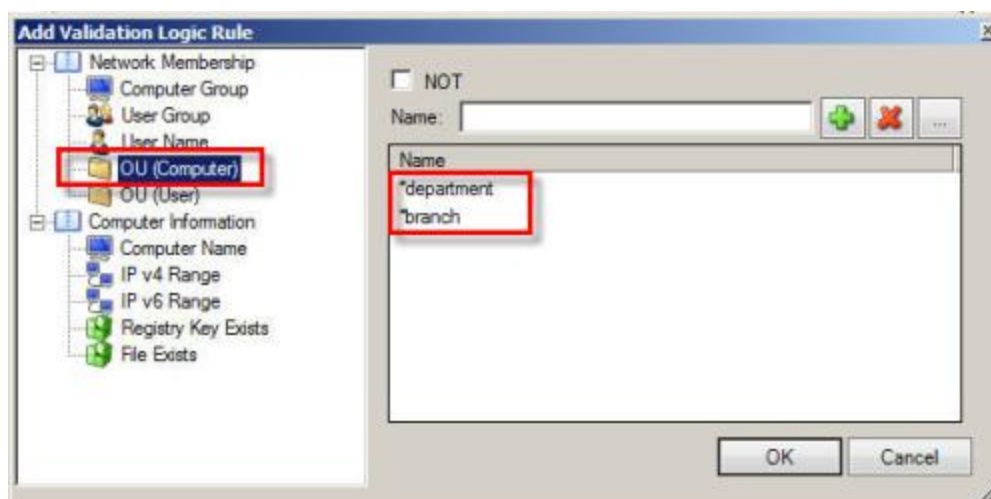 Add Validation Logic Rule
Network Membership
Computer Group
User Group
User Name
OU (Computer)
OU (User)
Computer Information
Computer Name
IP v4 Range
IP v6 Range
Registry Key Exists
File Exists
NOT
Name:
...
Name
*department
*branch
OK
Cancel